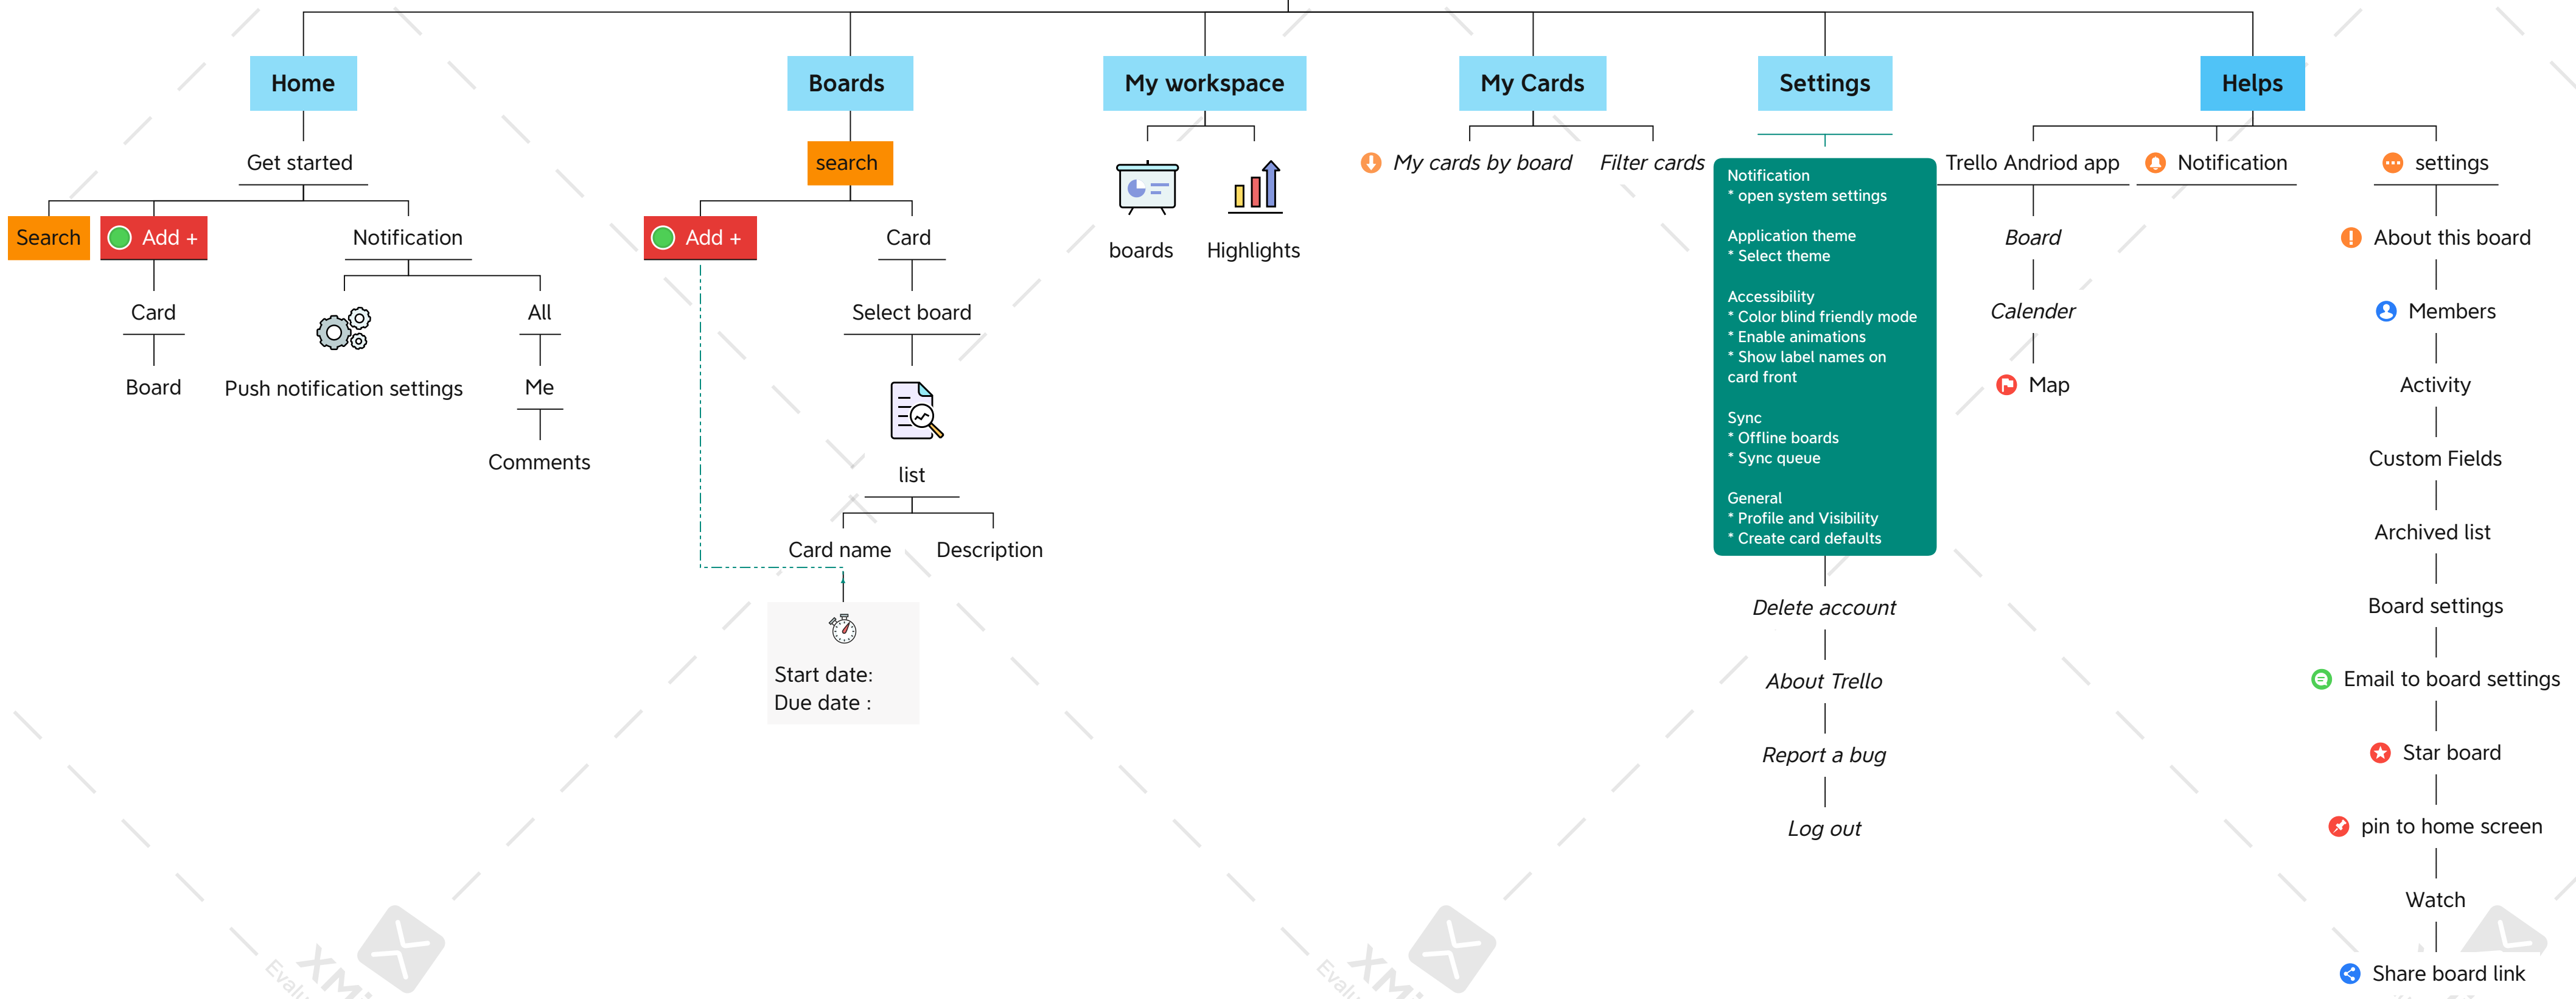 Home
Boards
My workspace
My Cards
Settings
Helps
Get started
Search
Add +
Notification
Card
Board
Push notification settings
All
Me
Comments
search
Add +
Card
Select board
list
Card name
Description
Start date:
Due date :
boards
Highlights
My cards by board
Filter cards
Notification
* open system settings
Application theme
* Select theme
Accessibility
* Color blind friendly mode
* Enable animations
* Show label names on
card front
Sync
* Offline boards
* Sync queue
General
* Profile and Visibility
* Create card defaults
Delete account
About Trello
Report a bug
Log out
Trello Andriod app
Board
Calender
Map
Notification
settings
About this board
Members
Activity
Custom Fields
Archived list
Board settings
Email to board settings
Star board
pin to home screen
Watch
Share board link